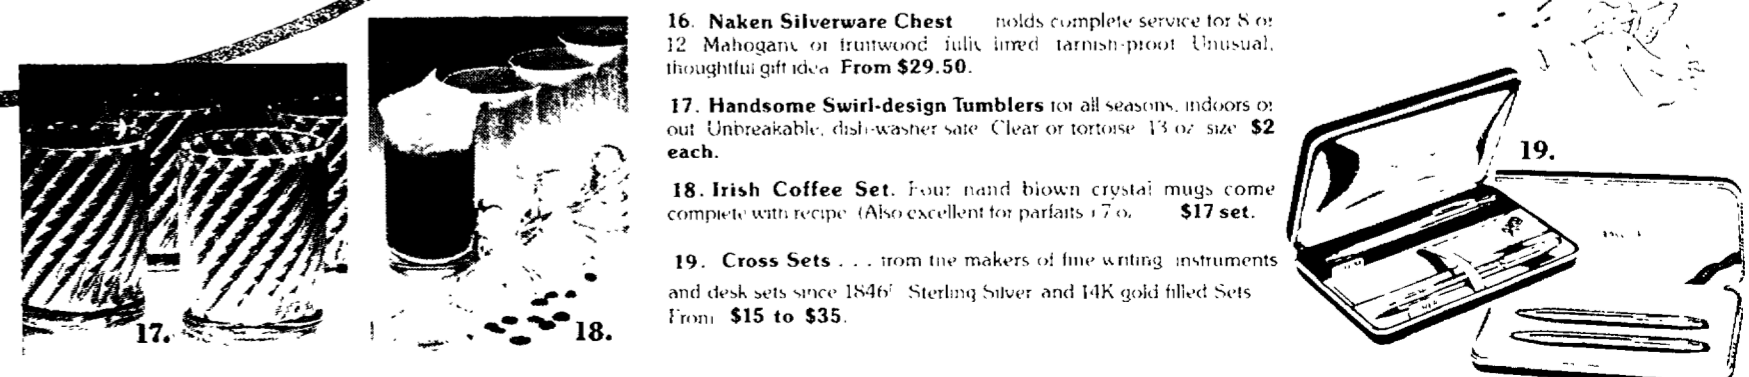 16. Naken Silverware Chest holds complete service for 8 or
12 Mahogany or fruitwood fully lined tarnish-proof Unusual,
thoughtful gift idea From $29.50.
17. Handsome Swirl-design Tumblers for all seasons, indoors or
out Unbreakable, dish-washer safe Clear or tortoise 13 oz size $2
each.
18. Irish Coffee Set. Four hand blown crystal mugs come
complete with recipe (Also excellent for parfaits) 7 oz $17 set.
19. Cross Sets . . . from the makers of fine writing instruments
and desk sets since 1846! Sterling Silver and 14K gold filled Sets
From $15 to $35.
17.
18.
19.